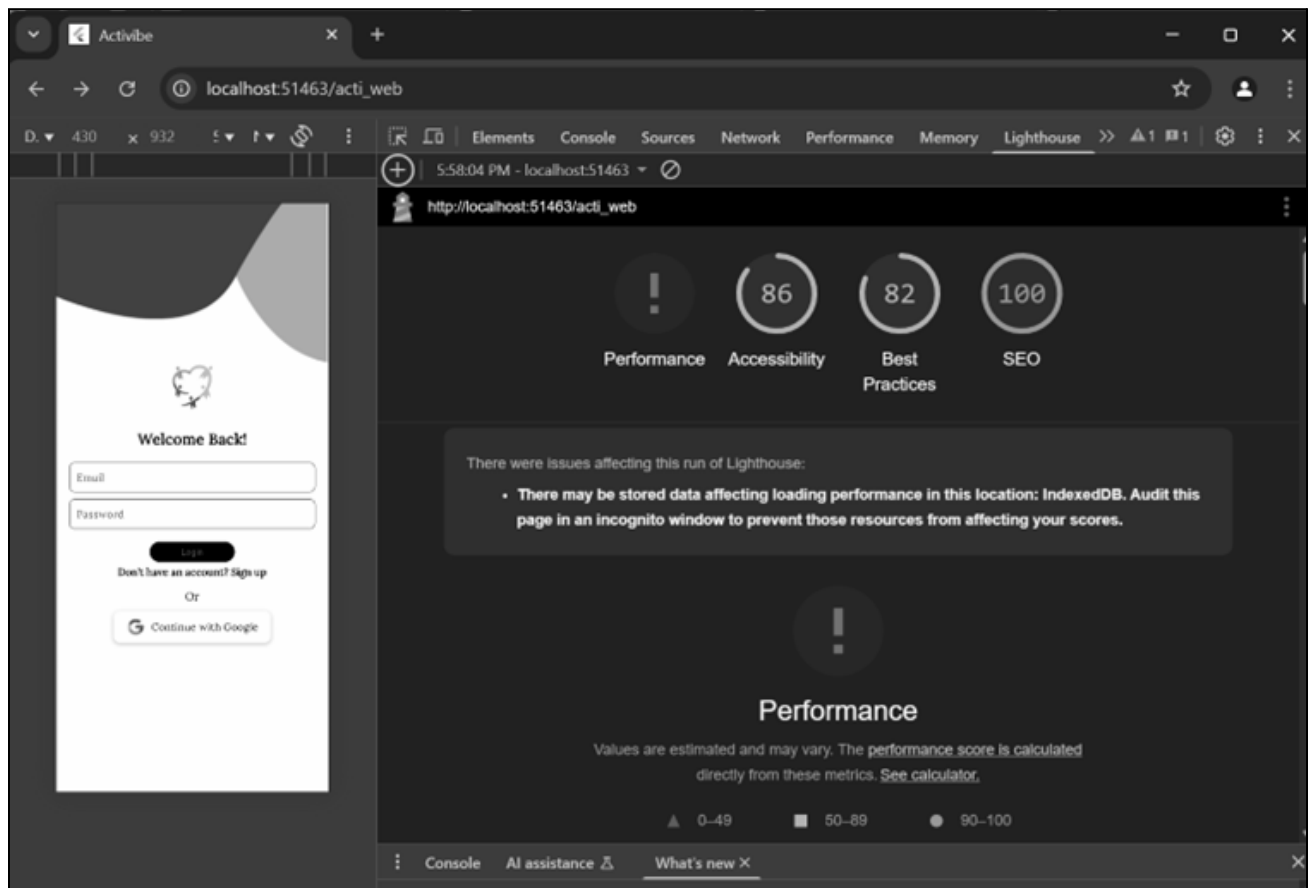 Activibe
localhost:51463/acti_web
D. 430 × 932
Elements Console Sources Network Performance Memory Lighthouse 1 1
5:58:04 PM - localhost:51463
http://localhost:51463/acti_web
! 86 82 100
Performance Accessibility Best Practices SEO
There were issues affecting this run of Lighthouse:
• There may be stored data affecting loading performance in this location: IndexedDB. Audit this
page in an incognito window to prevent those resources from affecting your scores.
!
Performance
Values are estimated and may vary. The performance score is calculated
directly from these metrics. See calculator.
0–49 50–89 90–100
Console AI assistance What's new ×
Welcome Back!
Email
Password
Login
Don't have an account? Sign up
Or
G Continue with Google